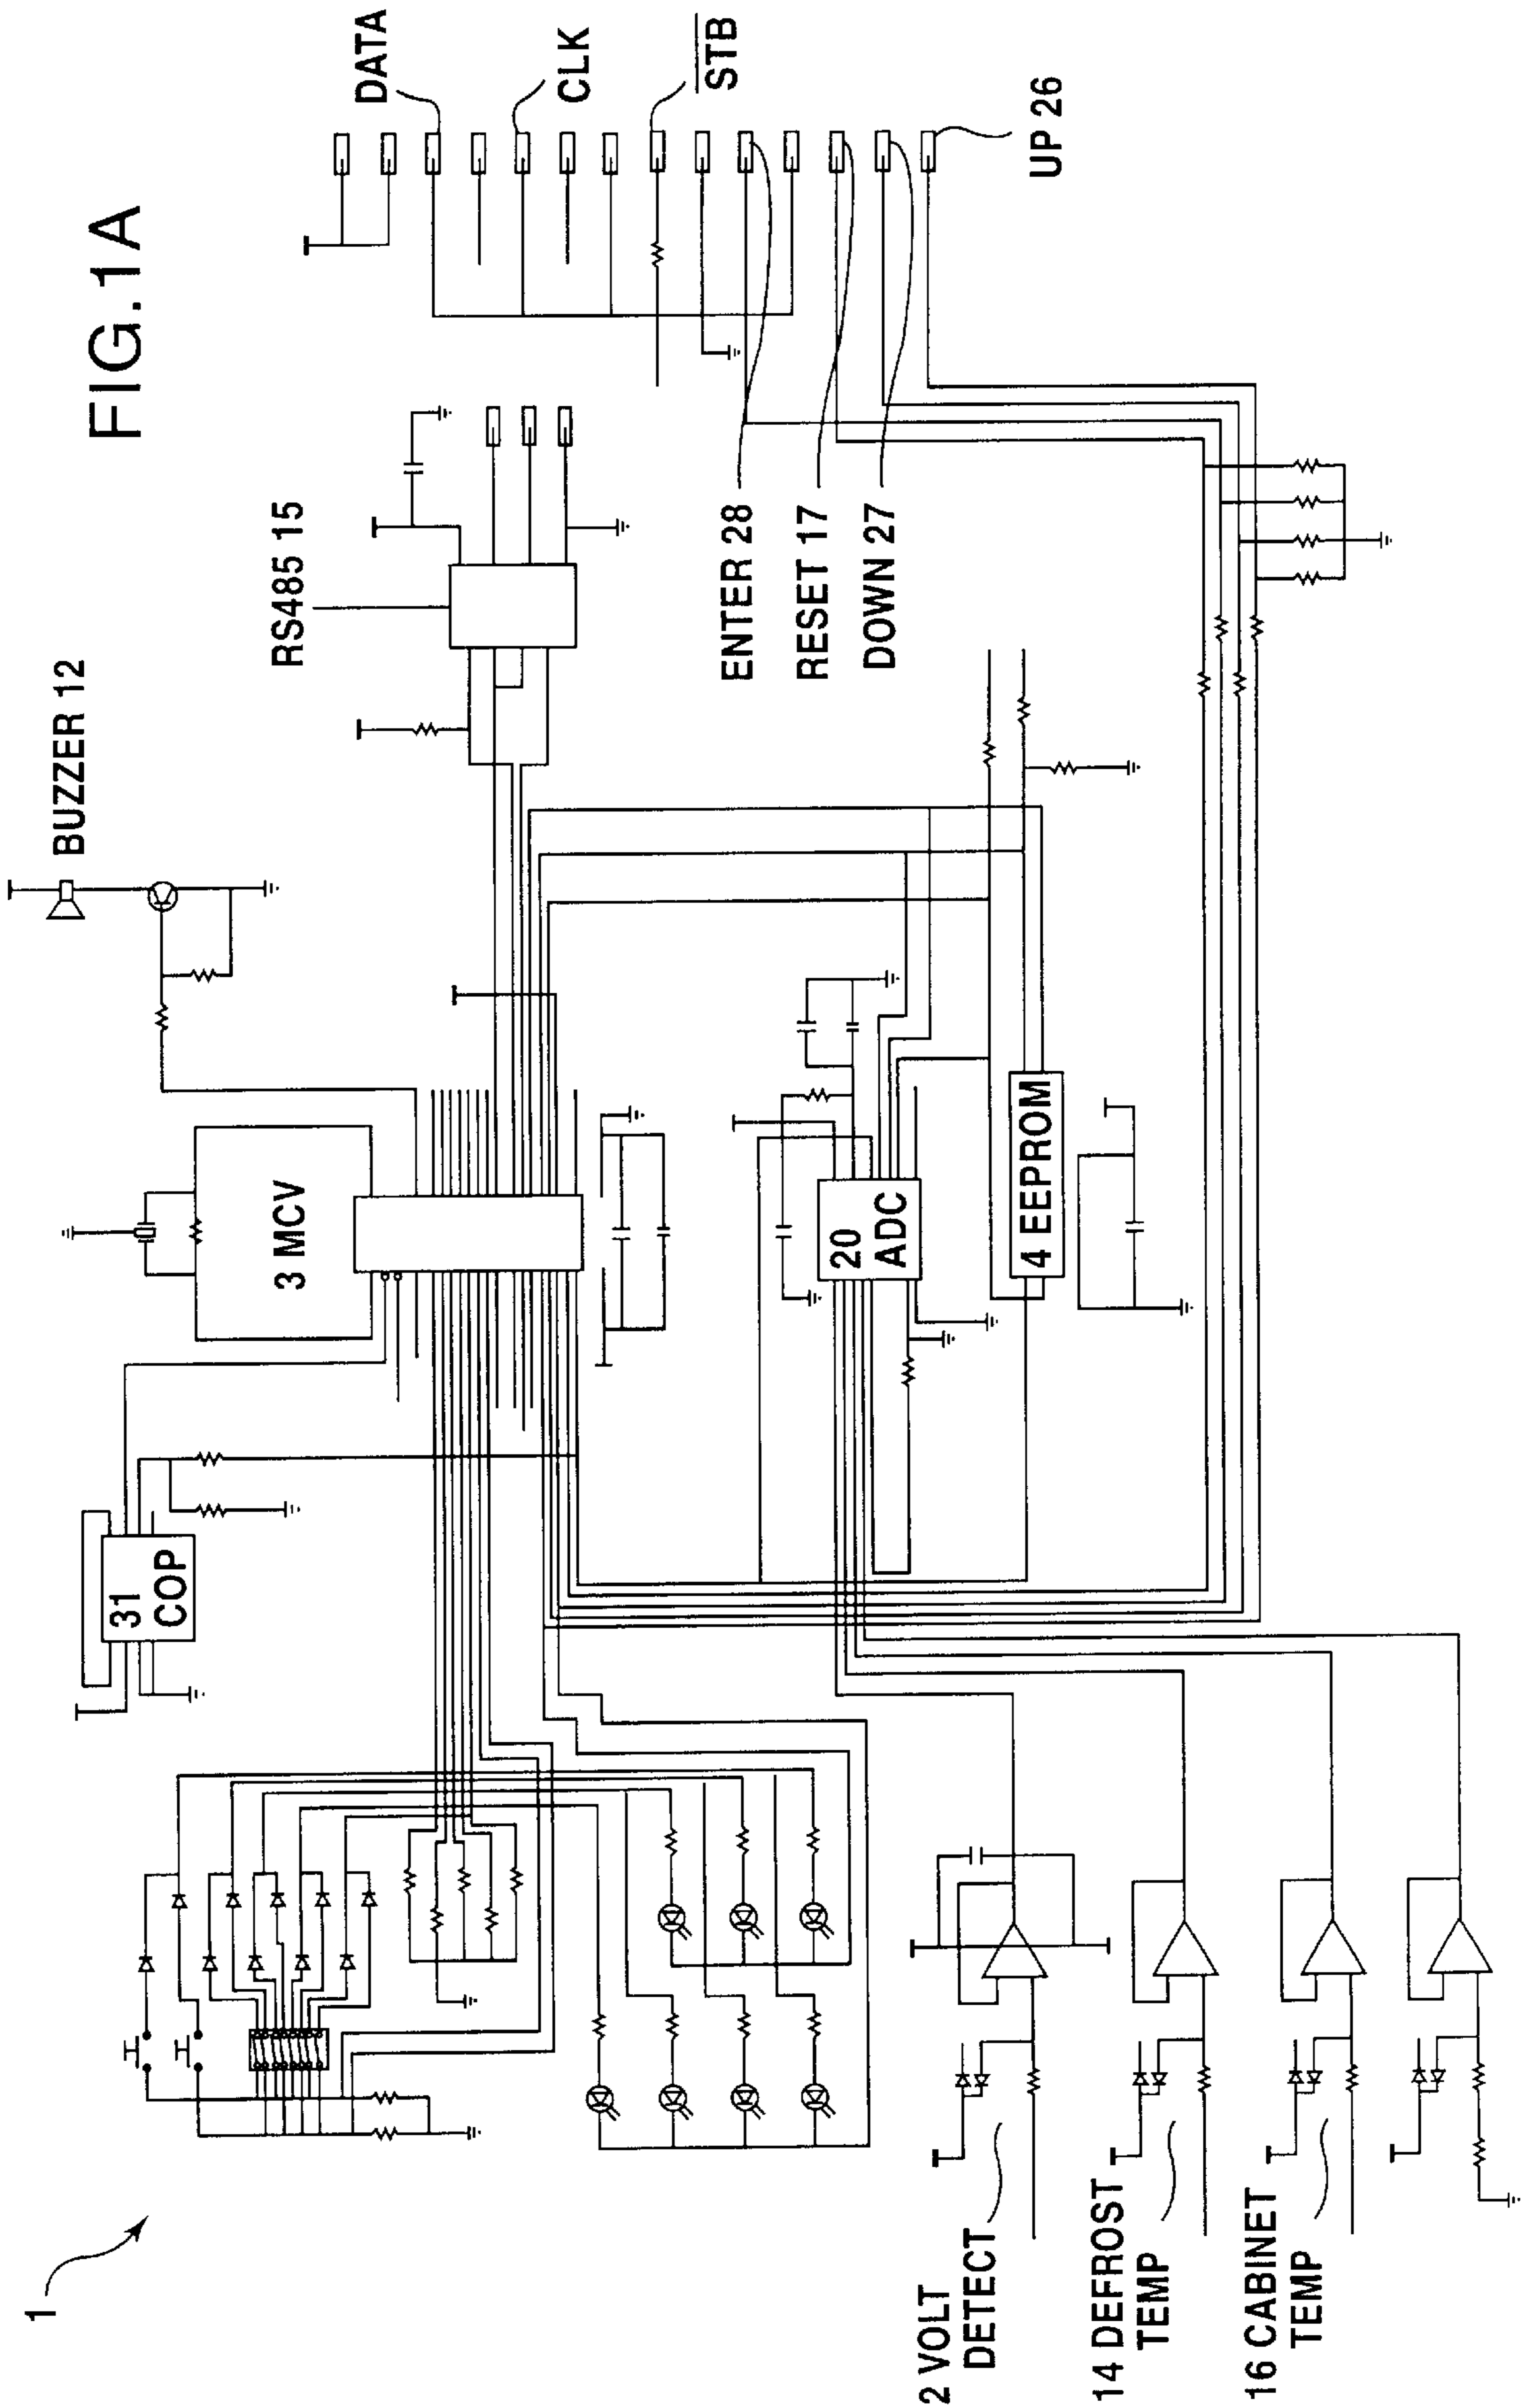 FIG.1A
1
31
COP
3 MCV
BUZZER 12
RS485 15
DATA
CLK
STB
ENTER 28
RESET 17
DOWN 27
UP 26
20
ADC
4 EEPROM
2 VOLT
DETECT
14 DEFROST
TEMP
16 CABINET
TEMP